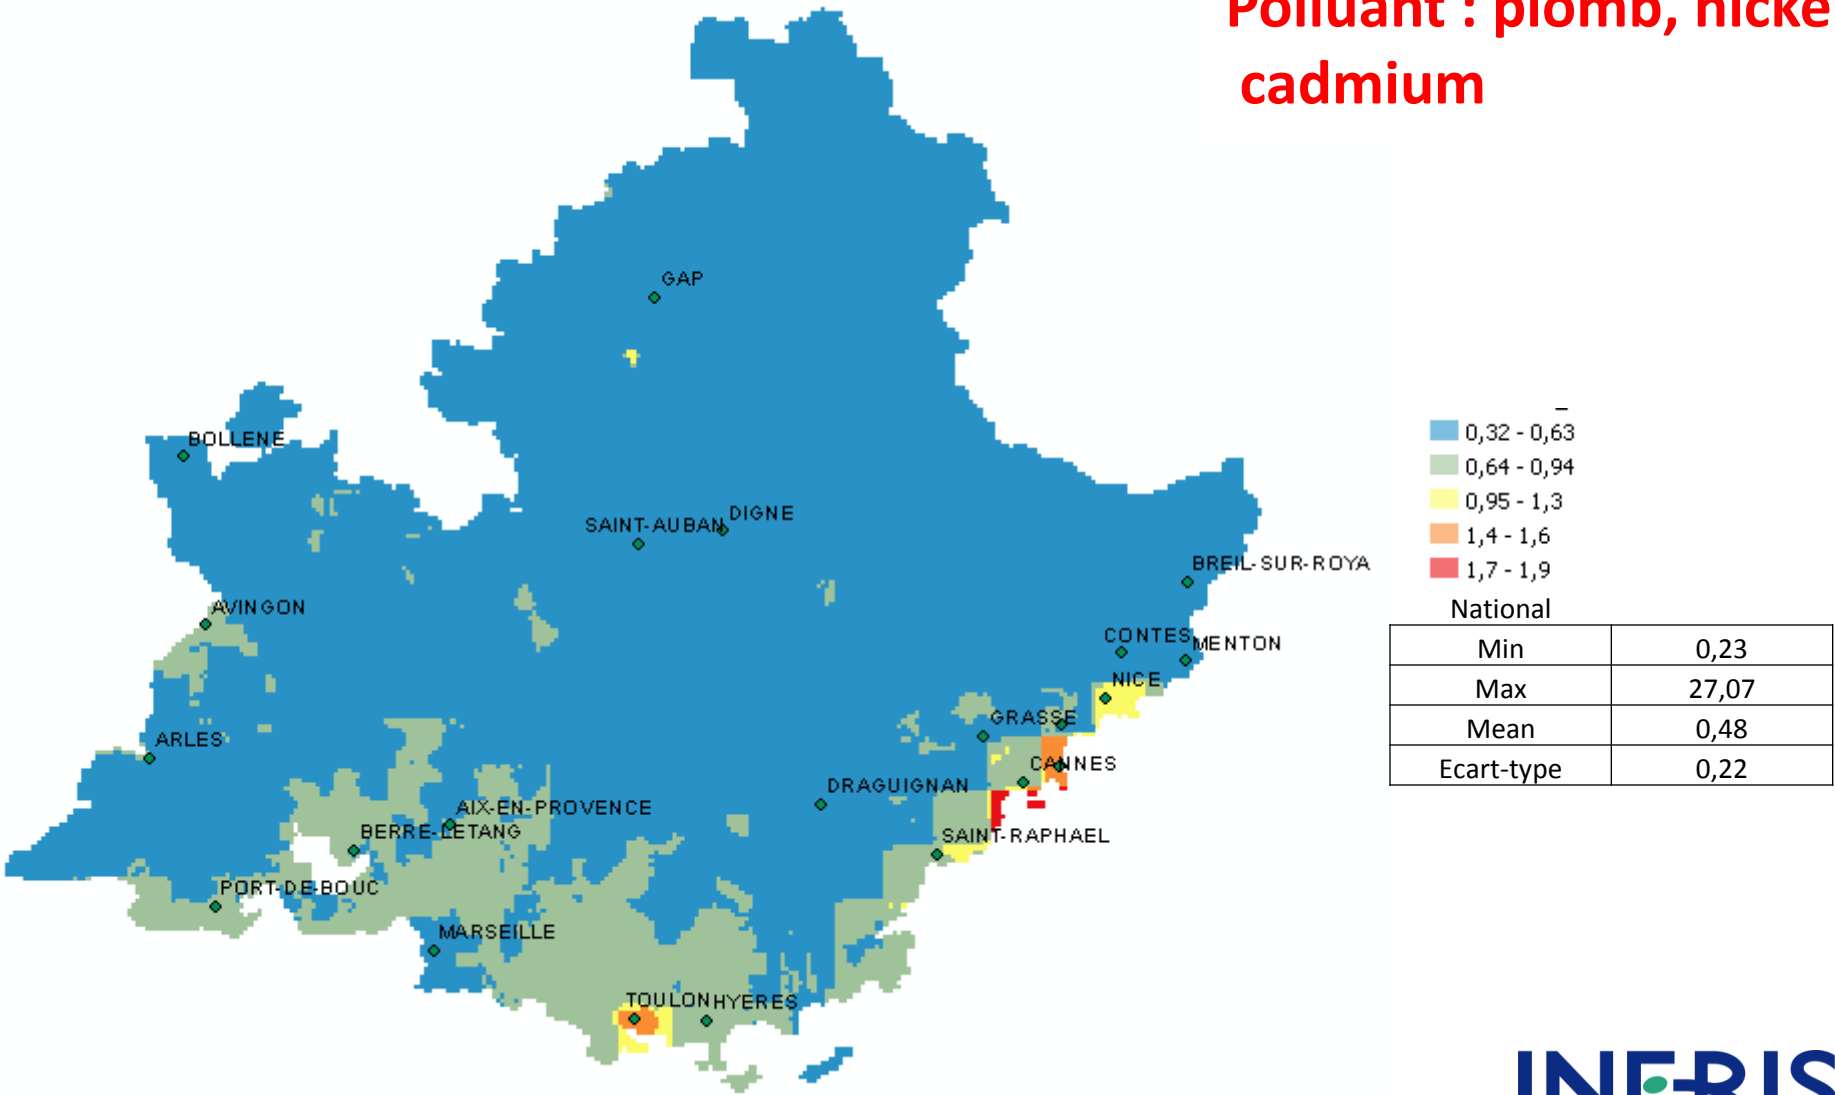 Polluant : plomb, nicke
cadmium
GAP
BOLLENE
SAINT-AUBAN
DIGNE
BREIL-SUR-ROYA
AVINGON
CONTES
MENTON
NICE
GRASSE
ARLES
CANNES
DRAGUIGNAN
AIX-EN-PROVENCE
BERRE-LETANG
SAINT-RAPHAEL
PORT-DE-BOUC
MARSEILLE
TOULON
HYERES
0,32 - 0,63
0,64 - 0,94
0,95 - 1,3
1,4 - 1,6
1,7 - 1,9
National
Min 0,23
Max 27,07
Mean 0,48
Ecart-type 0,22
INERIS